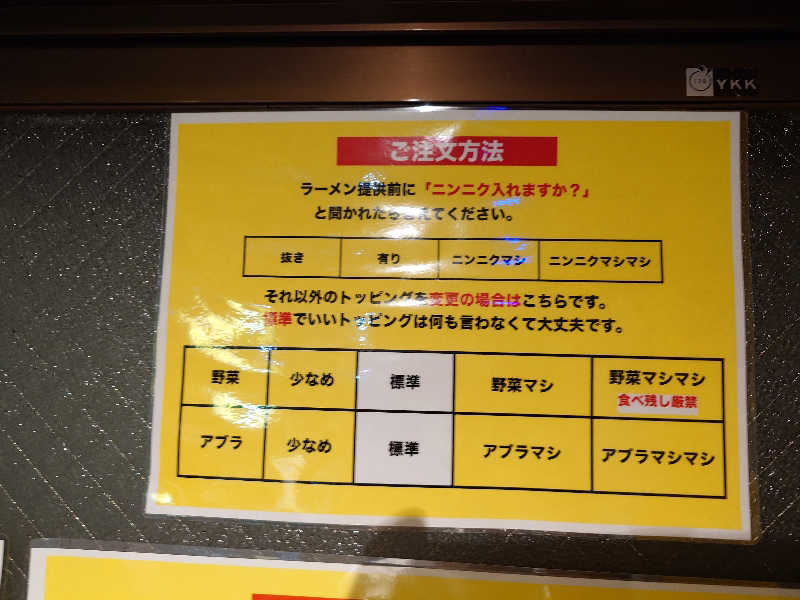 YKK
ご注文方法
ラーメン提供前に「ニンニク入れますか？」
と聞かれたら答えてください。
抜き 有り ニンニクマシ ニンニクマシマシ
それ以外のトッピングを変更の場合はこちらです。
標準でいいトッピングは何も言わなくて大丈夫です。
野菜 少なめ 標準 野菜マシ 野菜マシマシ
食べ残し厳禁
アブラ 少なめ 標準 アブラマシ アブラマシマシ